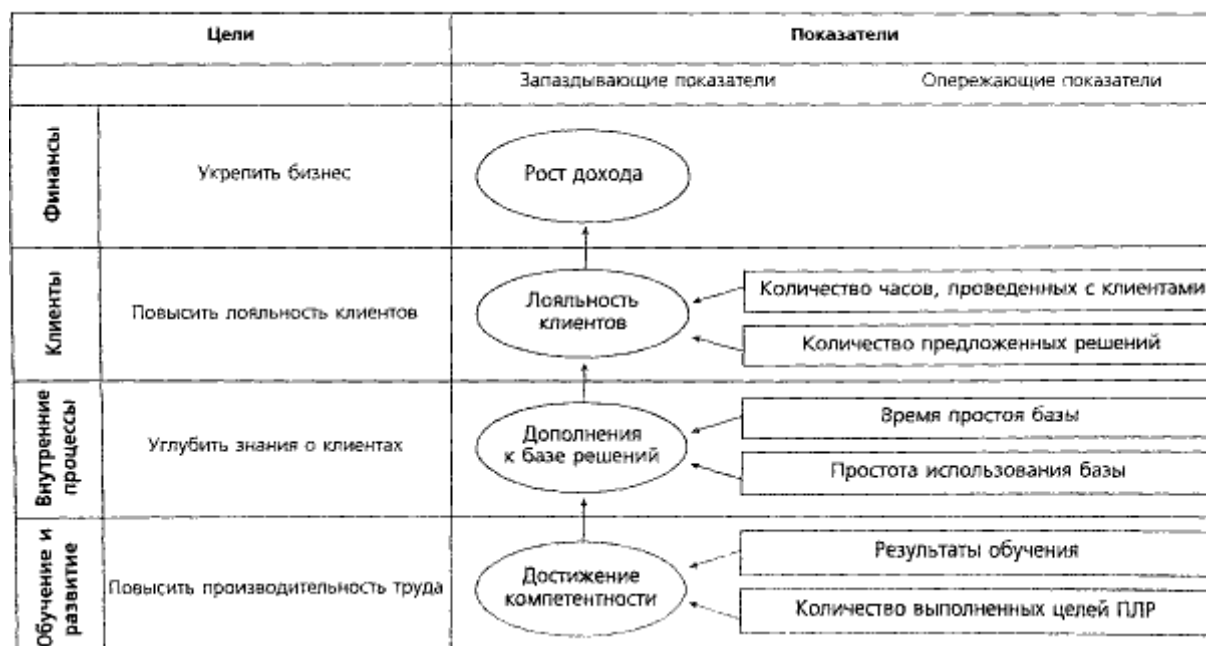 Цели
Показатели
Запаздывающие показатели
Опережающие показатели
Финансы
Укрепить бизнес
Рост дохода
Клиенты
Повысить лояльность клиентов
Лояльность
клиентов
Количество часов, проведенных с клиентами
Количество предложенных решений
Внутренние
процессы
Углубить знания о клиентах
Дополнения
к базе решений
Время простоя базы
Простота использования базы
Обучение и
развитие
Повысить производительность труда
Достижение
компетентности
Результаты обучения
Количество выполненных целей ПЛР